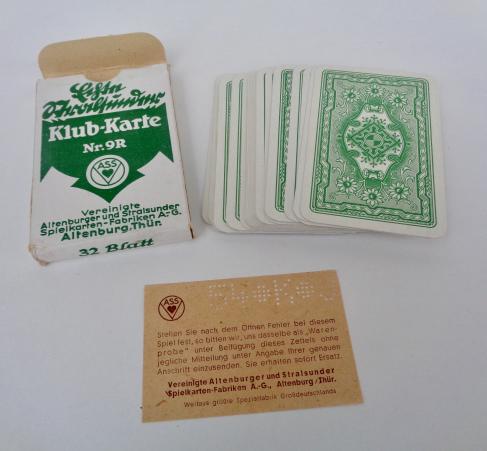 Echte
Stralsunder
Klub-Karte
Nr. 9R
ASS
Vereinigte
Altenburger und Stralsunder
Spielkarten-Fabriken A.-G.
Altenburg, Thür.
32 Blatt
ASS
Stellen Sie nach dem Öffnen Fehler bei diesem
Spiel fest, so bitten wir, uns dasselbe als „Waren-
probe" unter Beifügung dieses Zettels ohne
jegliche Mitteilung unter Angabe Ihrer genauen
Anschrift einzusenden. Sie erhalten sofort Ersatz.
Vereinigte Altenburger und Stralsunder
Spielkarten-Fabriken A.-G., Altenburg/Thür.
Weitaus größte Spezialfabrik Großdeutschlands